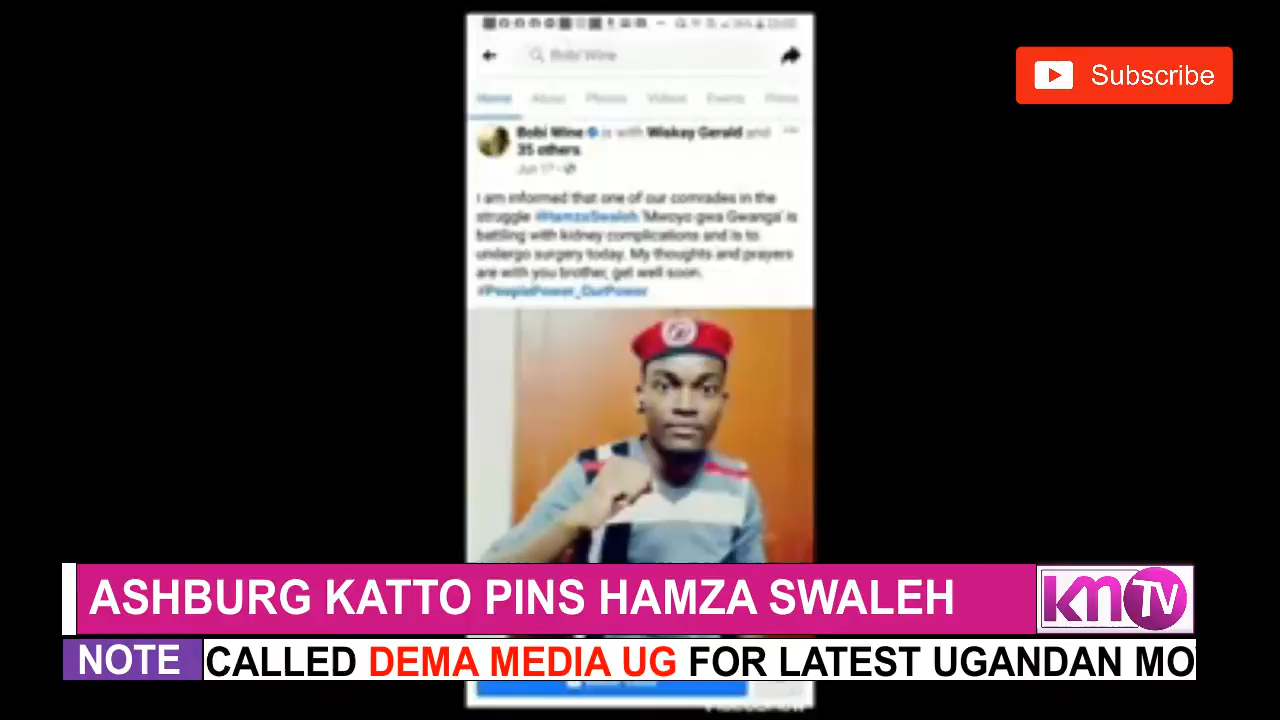 Bobi Wine
Subscribe
Home About Photos Videos Events Posts
Bobi Wine is with Wiskay Gerald and
35 others
Jun 17
I am informed that one of our comrades in the
struggle #HamzaSwaleh 'Mwoyo gwa Gwanga' is
battling with kidney complications and is to
undergo surgery today. My thoughts and prayers
are with you brother, get well soon.
#PeoplePower_OurPower
ASHBURG KATTO PINS HAMZA SWALEH
KMTV
NOTE CALLED DEMA MEDIA UG FOR LATEST UGANDAN MO